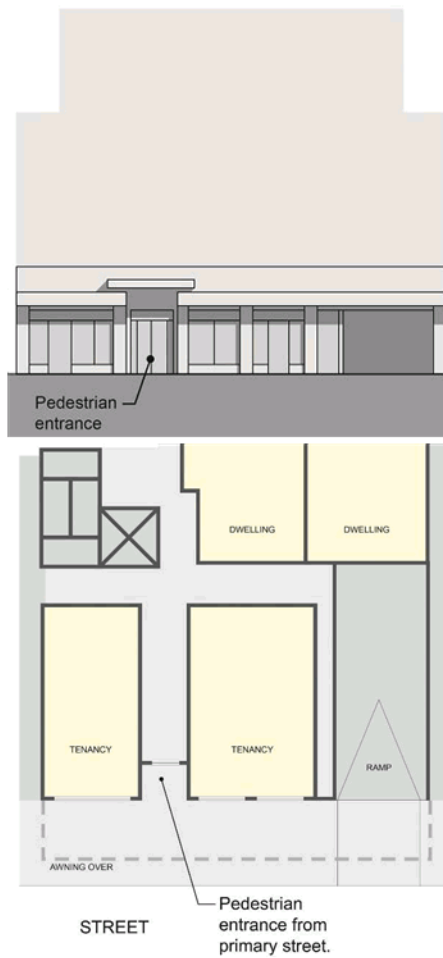 Pedestrian
entrance
DWELLING
DWELLING
TENANCY
TENANCY
RAMP
AWNING OVER
STREET
Pedestrian
entrance from
primary street.